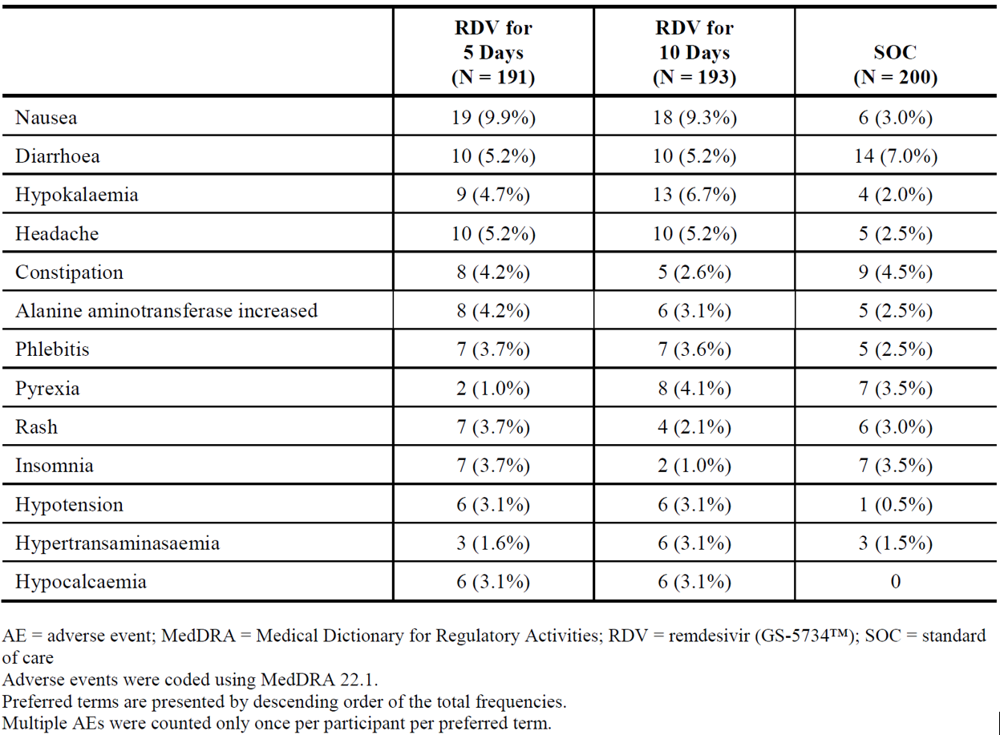 RDV for 5 Days (N = 191) RDV for 10 Days (N = 193) SOC (N = 200)
Nausea 19 (9.9%) 18 (9.3%) 6 (3.0%)
Diarrhoea 10 (5.2%) 10 (5.2%) 14 (7.0%)
Hypokalaemia 9 (4.7%) 13 (6.7%) 4 (2.0%)
Headache 10 (5.2%) 10 (5.2%) 5 (2.5%)
Constipation 8 (4.2%) 5 (2.6%) 9 (4.5%)
Alanine aminotransferase increased 8 (4.2%) 6 (3.1%) 5 (2.5%)
Phlebitis 7 (3.7%) 7 (3.6%) 5 (2.5%)
Pyrexia 2 (1.0%) 8 (4.1%) 7 (3.5%)
Rash 7 (3.7%) 4 (2.1%) 6 (3.0%)
Insomnia 7 (3.7%) 2 (1.0%) 7 (3.5%)
Hypotension 6 (3.1%) 6 (3.1%) 1 (0.5%)
Hypertransaminasaemia 3 (1.6%) 6 (3.1%) 3 (1.5%)
Hypocalcaemia 6 (3.1%) 6 (3.1%) 0
AE = adverse event; MedDRA = Medical Dictionary for Regulatory Activities; RDV = remdesivir (GS-5734™); SOC = standard
of care
Adverse events were coded using MedDRA 22.1.
Preferred terms are presented by descending order of the total frequencies.
Multiple AEs were counted only once per participant per preferred term.